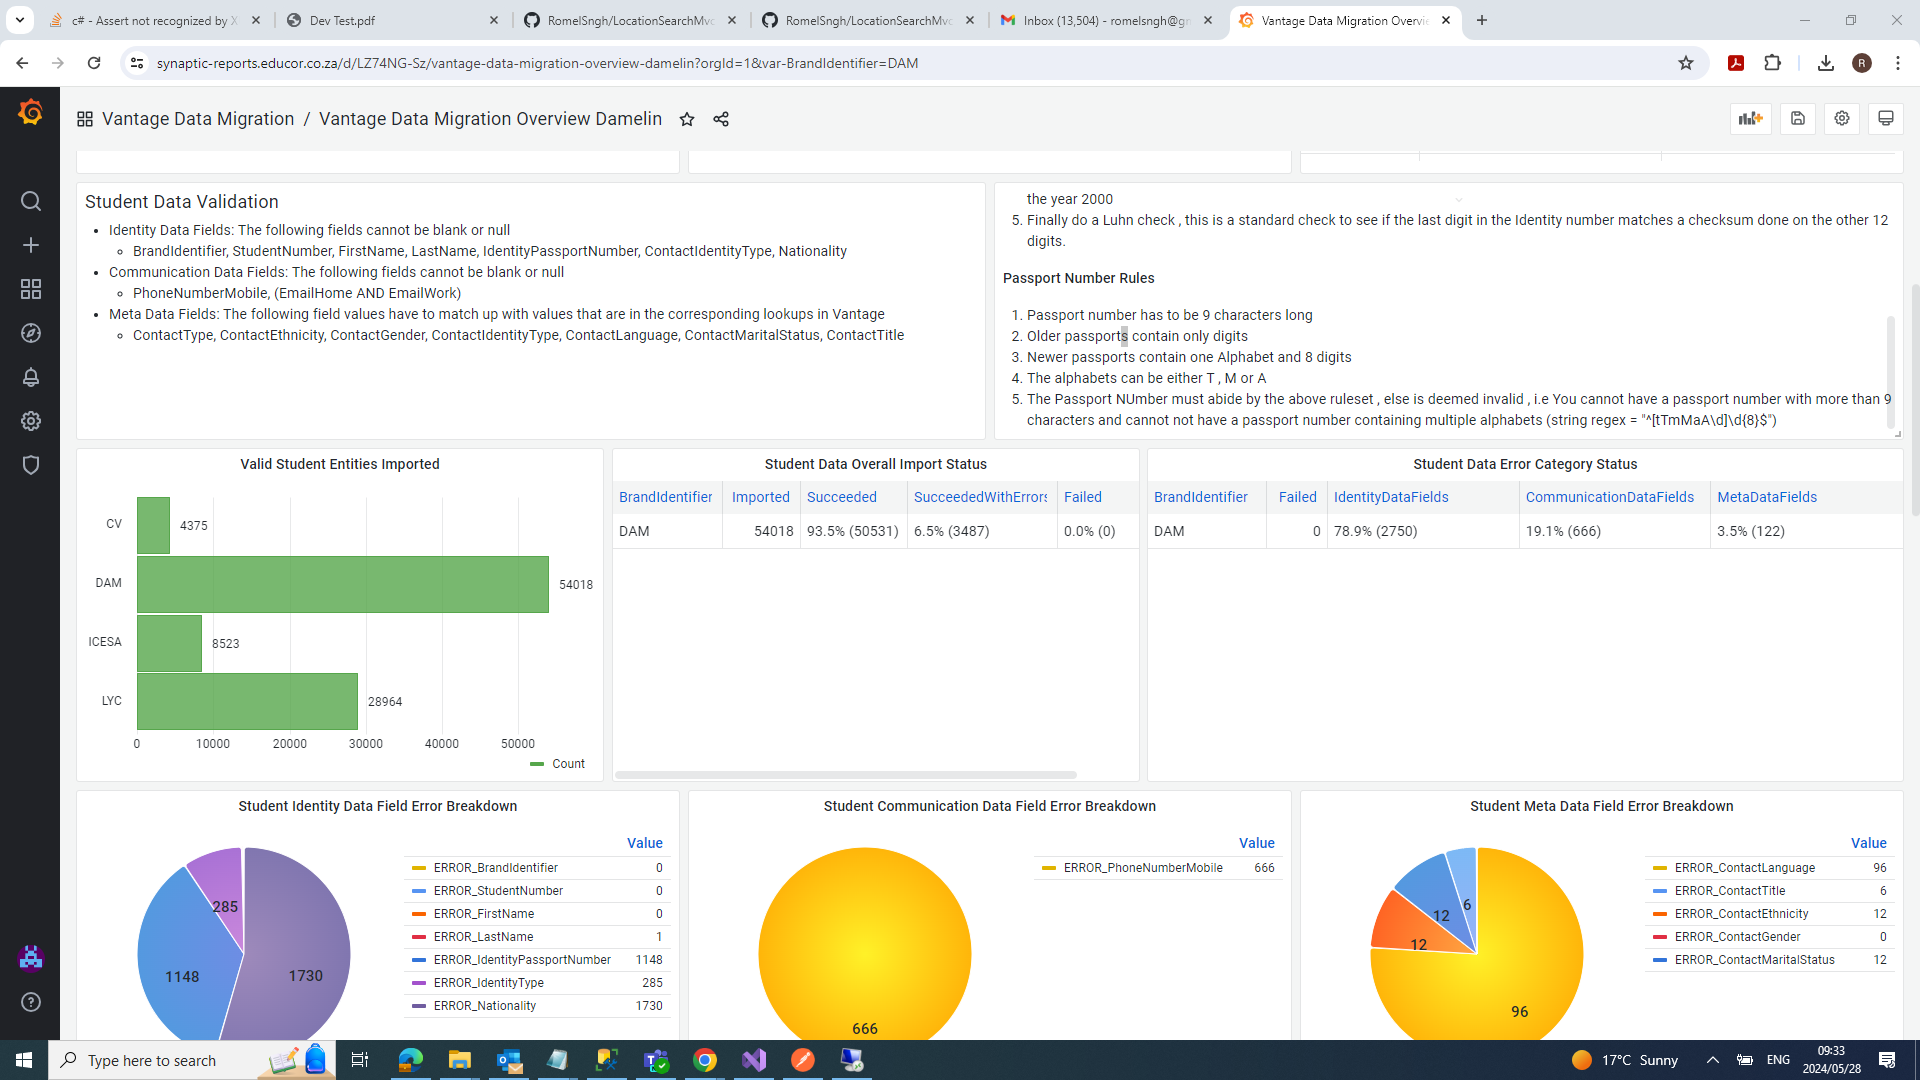 c# - Assert not recognized by X
Dev Test.pdf
RomelSngh/LocationSearchMvc
RomelSngh/LocationSearchMvc
Inbox (13,504) - romelsngh@gm
Vantage Data Migration Overvie
synaptic-reports.educor.co.za/d/LZ74NG-Sz/vantage-data-migration-overview-damelin?orgId=1&var-BrandIdentifier=DAM
R
Vantage Data Migration / Vantage Data Migration Overview Damelin
Student Data Validation
Identity Data Fields: The following fields cannot be blank or null
BrandIdentifier, StudentNumber, FirstName, LastName, IdentityPassportNumber, ContactIdentityType, Nationality
Communication Data Fields: The following fields cannot be blank or null
PhoneNumberMobile, (EmailHome AND EmailWork)
Meta Data Fields: The following field values have to match up with values that are in the corresponding lookups in Vantage
ContactType, ContactEthnicity, ContactGender, ContactIdentityType, ContactLanguage, ContactMaritalStatus, ContactTitle
the year 2000
5. Finally do a Luhn check , this is a standard check to see if the last digit in the Identity number matches a checksum done on the other 12
digits.
Passport Number Rules
1. Passport number has to be 9 characters long
2. Older passports contain only digits
3. Newer passports contain one Alphabet and 8 digits
4. The alphabets can be either T , M or A
5. The Passport NUmber must abide by the above ruleset , else is deemed invalid , i.e You cannot have a passport number with more than 9
characters and cannot not have a passport number containing multiple alphabets (string regex = "^[tTmMaA\d]\d{8}$")
Valid Student Entities Imported
CV 4375
DAM 54018
ICESA 8523
LYC 28964
0 10000 20000 30000 40000 50000
Count
Student Data Overall Import Status
BrandIdentifier Imported Succeeded SucceededWithErrors Failed
DAM 54018 93.5% (50531) 6.5% (3487) 0.0% (0)
Student Data Error Category Status
BrandIdentifier Failed IdentityDataFields CommunicationDataFields MetaDataFields
DAM 0 78.9% (2750) 19.1% (666) 3.5% (122)
Student Identity Data Field Error Breakdown
285
1148
1730
Value
ERROR_BrandIdentifier 0
ERROR_StudentNumber 0
ERROR_FirstName 0
ERROR_LastName 1
ERROR_IdentityPassportNumber 1148
ERROR_IdentityType 285
ERROR_Nationality 1730
Student Communication Data Field Error Breakdown
666
Value
ERROR_PhoneNumberMobile 666
Student Meta Data Field Error Breakdown
6
12
12
96
Value
ERROR_ContactLanguage 96
ERROR_ContactTitle 6
ERROR_ContactEthnicity 12
ERROR_ContactGender 0
ERROR_ContactMaritalStatus 12
Type here to search
17°C Sunny
ENG
09:33
2024/05/28